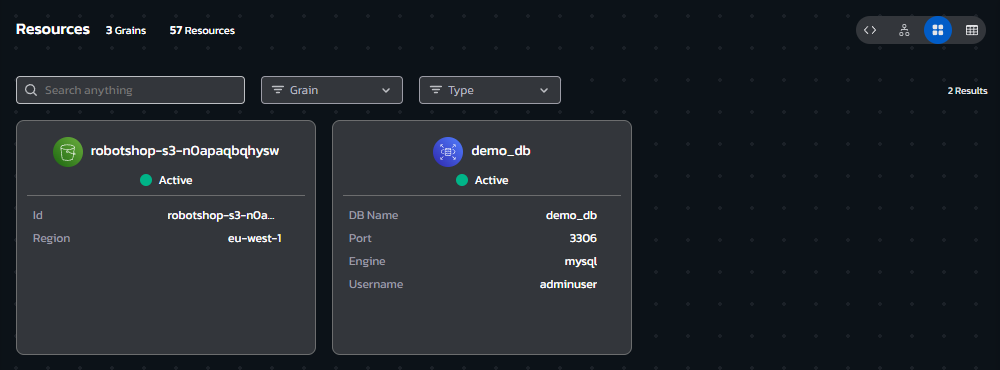 Resources 3 Grains 57 Resources
Search anything Grain Type 2 Results
robotshop-s3-n0apaqbqhysw
Active
Id robotshop-s3-n0a...
Region eu-west-1
demo_db
Active
DB Name demo_db
Port 3306
Engine mysql
Username adminuser